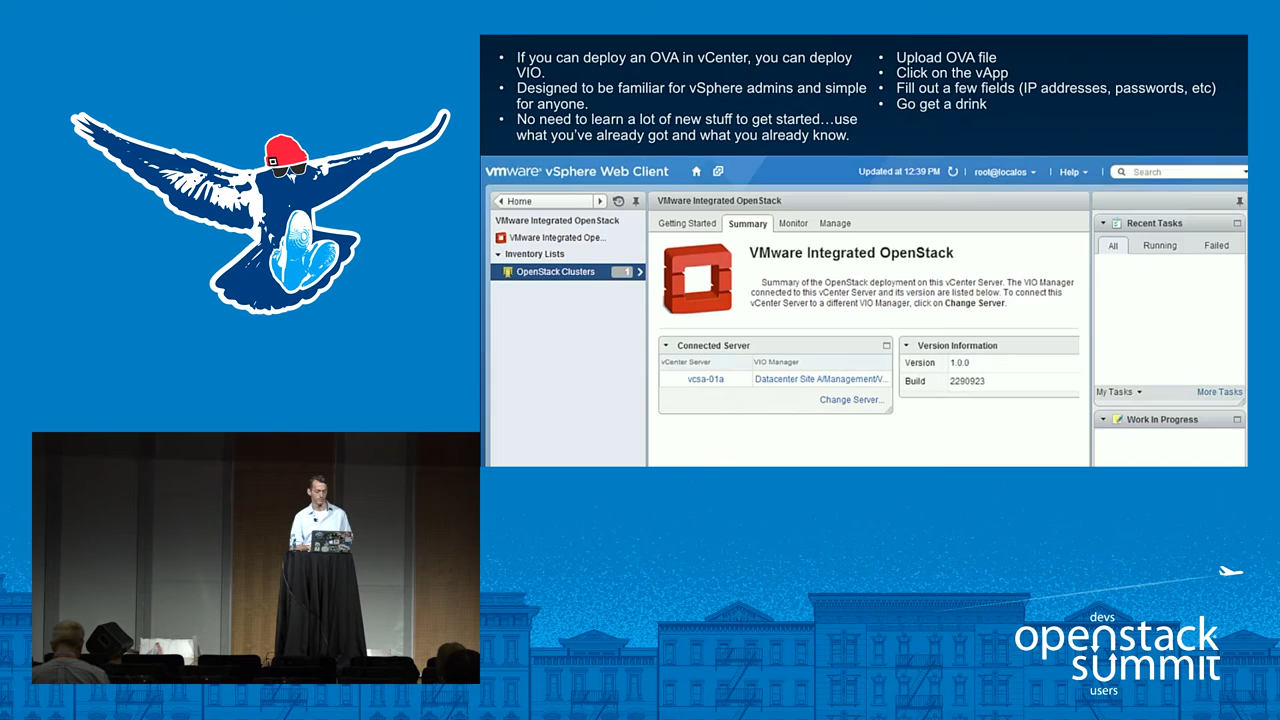 • If you can deploy an OVA in vCenter, you can deploy
VIO.
• Designed to be familiar for vSphere admins and simple
for anyone.
• No need to learn a lot of new stuff to get started…use
what you've already got and what you already know.
• Upload OVA file
• Click on the vApp
• Fill out a few fields (IP addresses, passwords, etc)
• Go get a drink
vmware® vSphere Web Client
Updated at 12:39 PM
root@localos
Help
Search
Home
VMware Integrated OpenStack
VMware Integrated Ope...
Inventory Lists
OpenStack Clusters 1
VMware Integrated OpenStack
Getting Started Summary Monitor Manage
VMware Integrated OpenStack
Summary of the OpenStack deployment on this vCenter Server. The VIO Manager
connected to this vCenter Server and its version are listed below. To connect this
vCenter Server to a different VIO Manager, click on Change Server.
Connected Server
vCenter Server VIO Manager
vcsa-01a Datacenter Site A/Management/V...
Change Server...
Version Information
Version 1.0.0
Build 2290923
Recent Tasks
All Running Failed
My Tasks More Tasks
Work In Progress
devs
openstack
summit
users